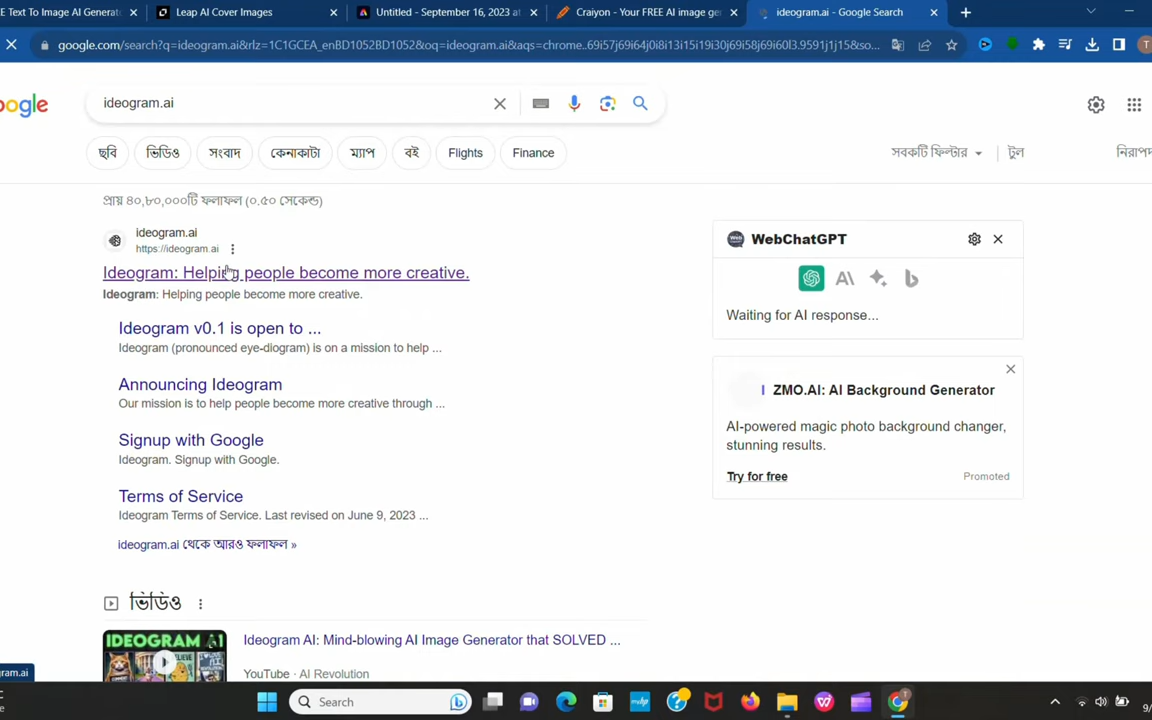 E Text To Image AI Generat
Leap AI Cover Images
Untitled - September 16, 2023 at
Craiyon - Your FREE AI image ger
ideogram.ai - Google Search
google.com/search?q=ideogram.ai&rlz=1C1GCEA_enBD1052BD1052&oq=ideogram.ai&aqs=chrome..69i57j69i64j0i8i13i15i19i30j69i58j69i60l3.9591j1j15&so...
oogle
ideogram.ai
ছবি
ভিডিও
সংবাদ
কেনাকাটা
ম্যাপ
বই
Flights
Finance
সবকটি ফিল্টার
টুল
নিরাপদ
প্রায় ৪০,৮০,০০০টি ফলাফল (০.৫০ সেকেন্ড)
ideogram.ai
https://ideogram.ai
Ideogram: Helping people become more creative.
Ideogram: Helping people become more creative.
Ideogram v0.1 is open to ...
Ideogram (pronounced eye-diogram) is on a mission to help ...
Announcing Ideogram
Our mission is to help people become more creative through ...
Signup with Google
Ideogram. Signup with Google.
Terms of Service
Ideogram Terms of Service. Last revised on June 9, 2023 ...
ideogram.ai থেকে আরও ফলাফল »
ভিডিও
IDEOGRAM AI
Ideogram AI: Mind-blowing AI Image Generator that SOLVED ...
YouTube · AI Revolution
WebChatGPT
Waiting for AI response...
ZMO.AI: AI Background Generator
AI-powered magic photo background changer,
stunning results.
Try for free
Promoted
gram.ai
Search
9/